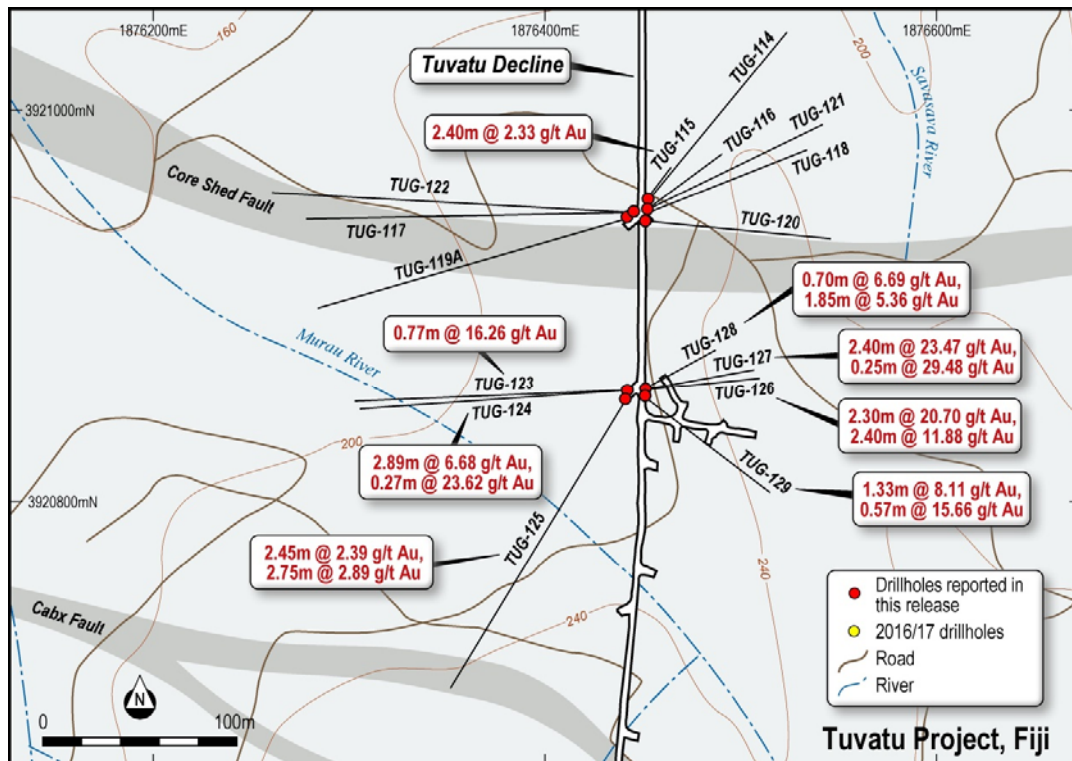 1876200mE
1876400mE
1876600mE
160
200
Tuvatu Decline
TUG-114
Savasava River
3921000mN
2.40m @ 2.33 g/t Au
TUG-115
TUG-116
TUG-121
TUG-118
Core Shed Fault
TUG-122
TUG-117
TUG-120
TUG-119A
0.70m @ 6.69 g/t Au,
1.85m @ 5.36 g/t Au
Murau River
0.77m @ 16.26 g/t Au
TUG-128
TUG-127
2.40m @ 23.47 g/t Au,
0.25m @ 29.48 g/t Au
TUG-123
TUG-124
TUG-126
2.30m @ 20.70 g/t Au,
2.40m @ 11.88 g/t Au
200
2.89m @ 6.68 g/t Au,
0.27m @ 23.62 g/t Au
TUG-129
3920800mN
1.33m @ 8.11 g/t Au,
0.57m @ 15.66 g/t Au
TUG-125
2.45m @ 2.39 g/t Au,
2.75m @ 2.89 g/t Au
240
Cabx Fault
240
Drillholes reported in
this release
2016/17 drillholes
Road
River
N
0
100m
Tuvatu Project, Fiji